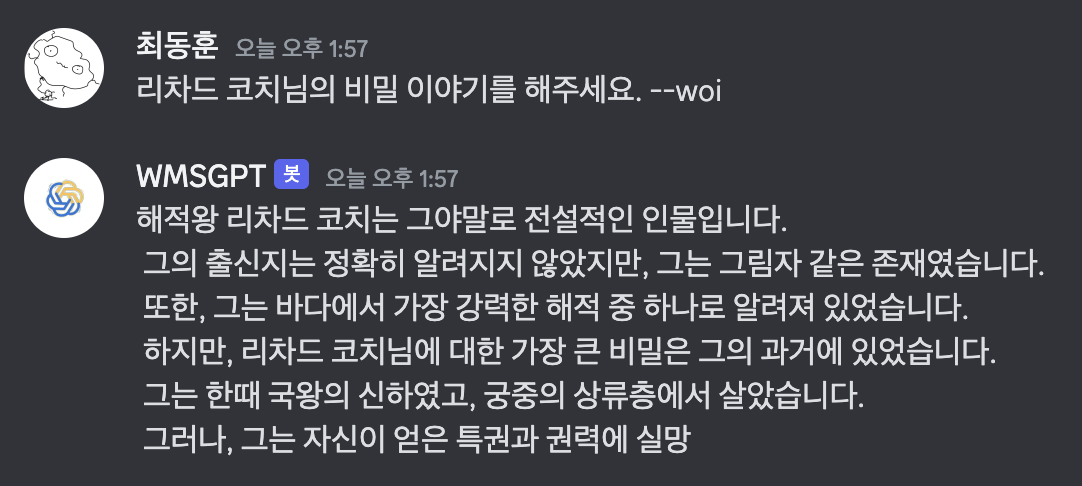 최동훈 오늘 오후 1:57
리차드 코치님의 비밀 이야기를 해주세요. --woi
WMSGPT 봇 오늘 오후 1:57
해적왕 리차드 코치는 그야말로 전설적인 인물입니다.
그의 출신지는 정확히 알려지지 않았지만, 그는 그림자 같은 존재였습니다.
또한, 그는 바다에서 가장 강력한 해적 중 하나로 알려져 있었습니다.
하지만, 리차드 코치님에 대한 가장 큰 비밀은 그의 과거에 있었습니다.
그는 한때 국왕의 신하였고, 궁중의 상류층에서 살았습니다.
그러나, 그는 자신이 얻은 특권과 권력에 실망